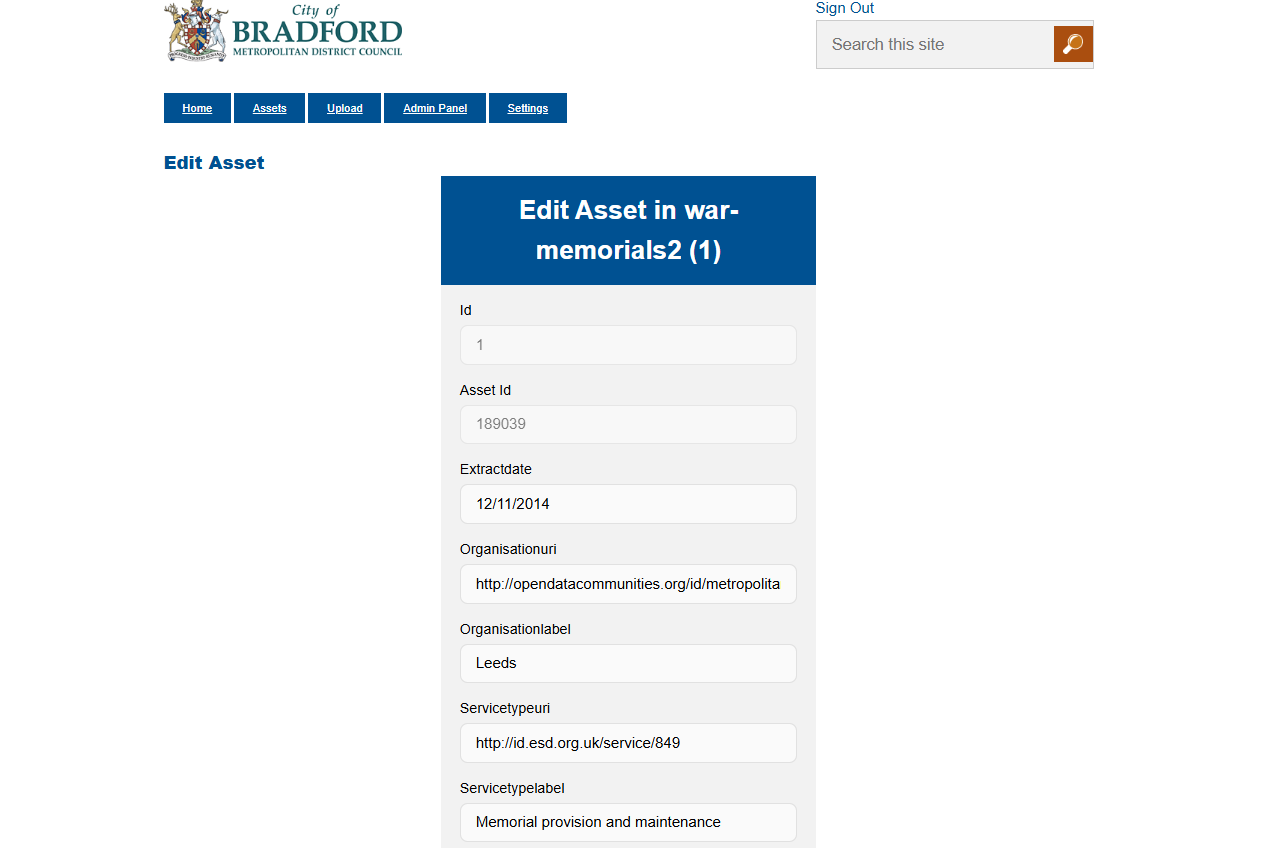 City of
BRADFORD
METROPOLITAN DISTRICT COUNCIL
Sign Out
Search this site
Home
Assets
Upload
Admin Panel
Settings
Edit Asset
Edit Asset in war-
memorials2 (1)
Id
1
Asset Id
189039
Extractdate
12/11/2014
Organisationuri
http://opendatacommunities.org/id/metropolita
Organisationlabel
Leeds
Servicetypeuri
http://id.esd.org.uk/service/849
Servicetypelabel
Memorial provision and maintenance